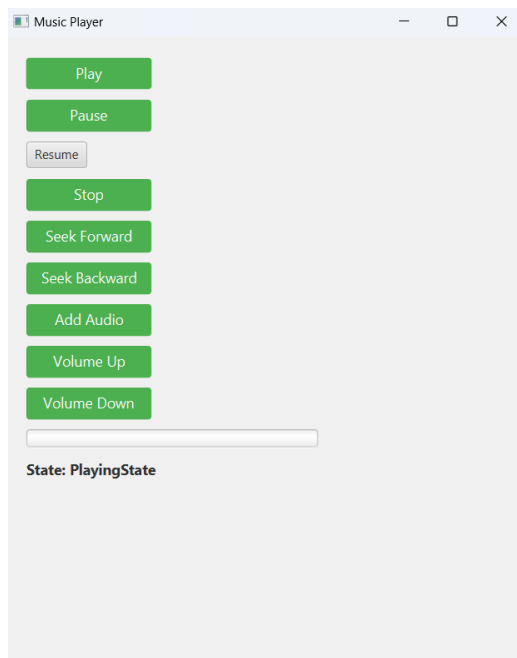 Music Player
Play
Pause
Resume
Stop
Seek Forward
Seek Backward
Add Audio
Volume Up
Volume Down
State: PlayingState